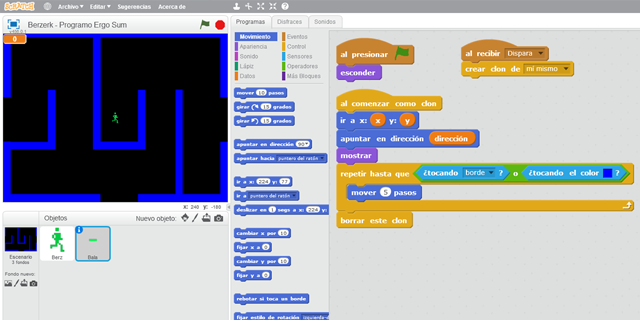 SCRATCH Archivo Editar Sugerencias Acerca de
Berzerk - Programo Ergo Sum
0
x: 240 y: -180
Objetos
Nuevo objeto:
Escenario
3 fondos
Fondo nuevo:
Berz
Bala
Programas Disfraces Sonidos
Movimiento Eventos
Apariencia Control
Sonido Sensores
Lápiz Operadores
Datos Más Bloques
mover 10 pasos
girar 15 grados
girar 15 grados
apuntar en dirección 90
apuntar hacia puntero del ratón
ir a x: 224 y: 77
ir a puntero del ratón
deslizar en 1 segs a x: 224 y:
cambiar x por 10
fijar x a 0
cambiar y por 10
fijar y a 0
rebotar si toca un borde
fijar estilo de rotación
al presionar
esconder
al recibir Dispara
crear clon de mí mismo
al comenzar como clon
ir a x: x y: y
apuntar en dirección dirección
mostrar
repetir hasta que ¿tocando borde ? o ¿tocando el color ?
mover 5 pasos
borrar este clon